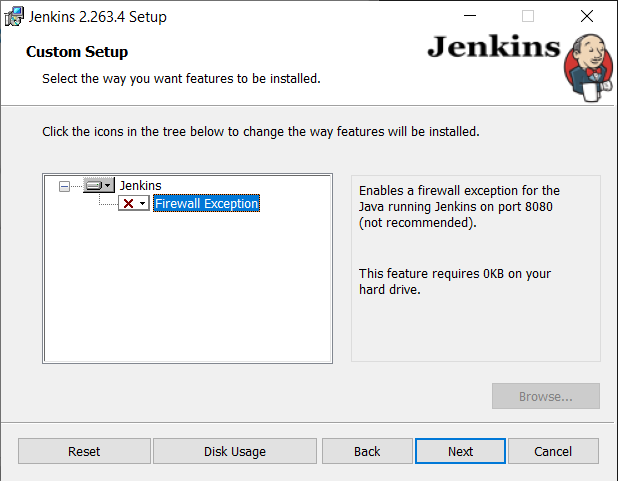 Jenkins 2.263.4 Setup
Custom Setup
Jenkins
Select the way you want features to be installed.
Click the icons in the tree below to change the way features will be installed.
Jenkins
Firewall Exception
Enables a firewall exception for the
Java running Jenkins on port 8080
(not recommended).
This feature requires 0KB on your
hard drive.
Browse...
Reset
Disk Usage
Back
Next
Cancel